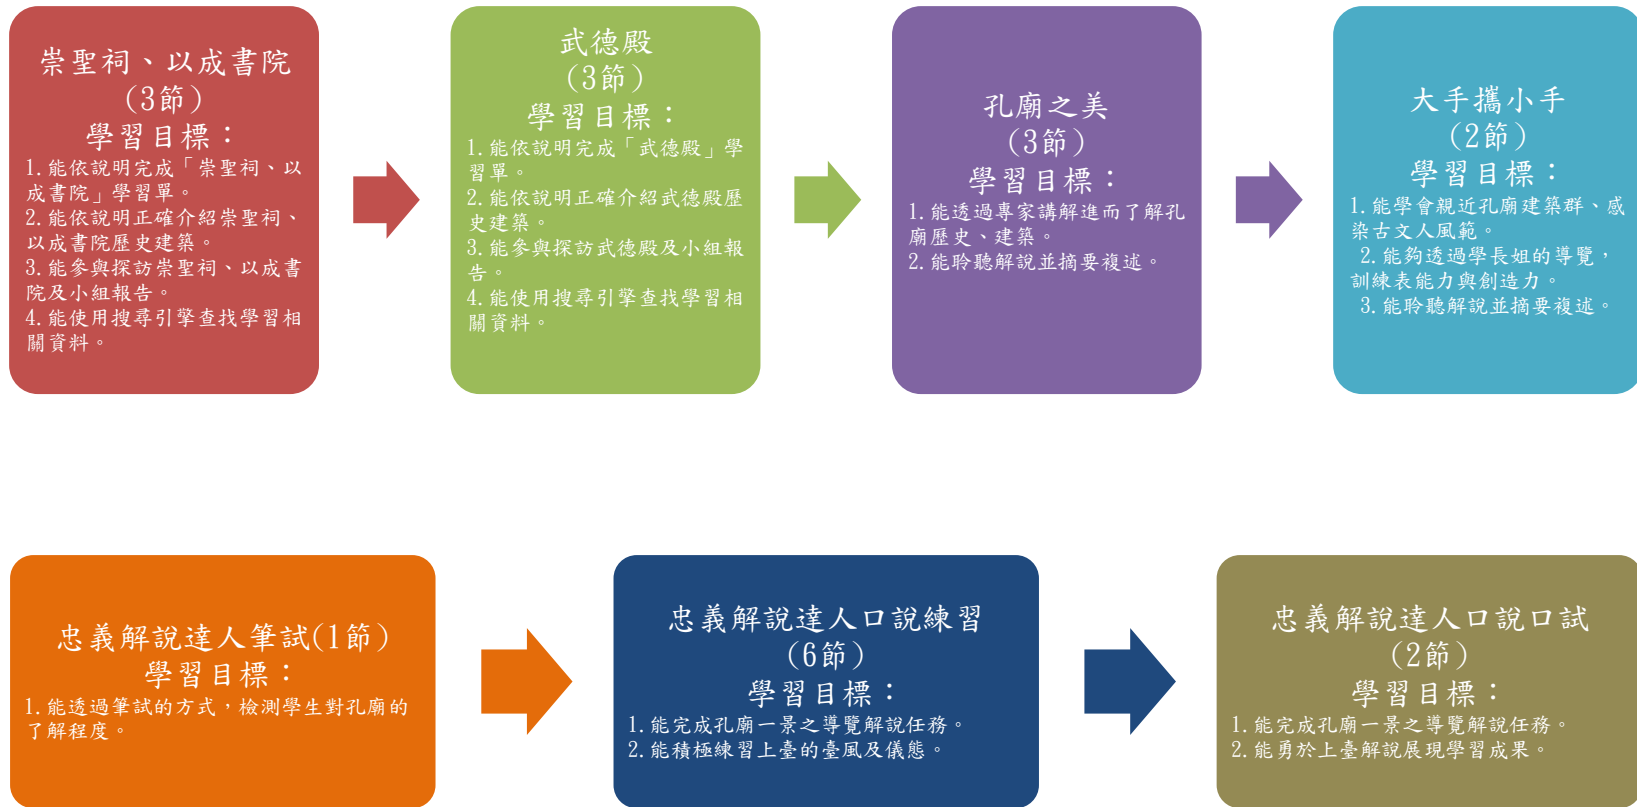 崇聖祠、以成書院
(3節)
學習目標：
1.能依說明完成「崇聖祠、以
成書院」學習單。
2.能依說明正確介紹崇聖祠、
以成書院歷史建築。
3.能參與探訪崇聖祠、以成書
院及小組報告。
4.能使用搜尋引擎查找學習相
關資料。
武德殿
(3節)
學習目標：
1.能依說明完成「武德殿」學
習單。
2.能依說明正確介紹武德殿歷
史建築。
3.能參與探訪武德殿及小組報
告。
4.能使用搜尋引擎查找學習相
關資料。
孔廟之美
(3節)
學習目標：
1.能透過專家講解進而了解孔
廟歷史、建築。
2.能聆聽解說並摘要複述。
大手攜小手
(2節)
學習目標：
1.能學會親近孔廟建築群、感
染古文人風範。
2.能夠透過學長姐的導覽，
訓練表能力與創造力。
3.能聆聽解說並摘要複述。
忠義解說達人筆試(1節)
學習目標：
1.能透過筆試的方式，檢測學生對孔廟的
了解程度。
忠義解說達人口說練習
(6節)
學習目標：
1.能完成孔廟一景之導覽解說任務。
2.能積極練習上臺的臺風及儀態。
忠義解說達人口說口試
(2節)
學習目標：
1.能完成孔廟一景之導覽解說任務。
2.能勇於上臺解說展現學習成果。